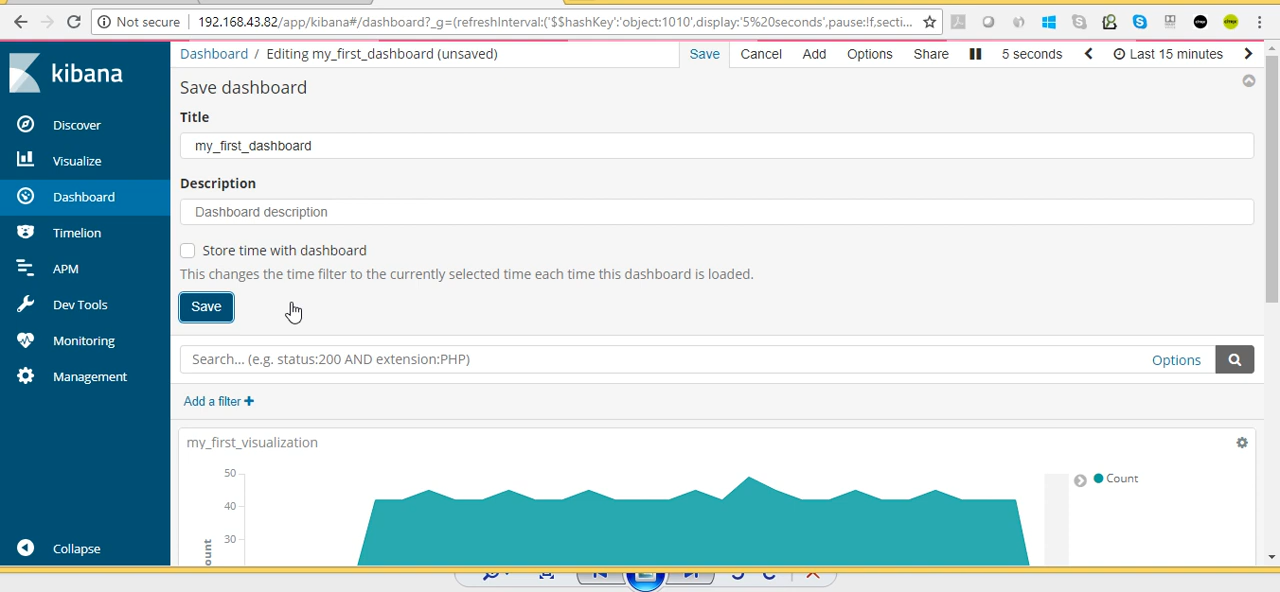 Not secure 192.168.43.82/app/kibana#/dashboard?_g=(refreshInterval:('$$hashKey':'object:1010',display:'5%20seconds',pause:!f,secti...
kibana
Dashboard / Editing my_first_dashboard (unsaved) Save Cancel Add Options Share 5 seconds Last 15 minutes
Save dashboard
Title
my_first_dashboard
Description
Dashboard description
Store time with dashboard
This changes the time filter to the currently selected time each time this dashboard is loaded.
Save
Discover
Visualize
Dashboard
Timelion
APM
Dev Tools
Monitoring
Management
Collapse
Search... (e.g. status:200 AND extension:PHP) Options
Add a filter +
my_first_visualization
50
40
30
Count